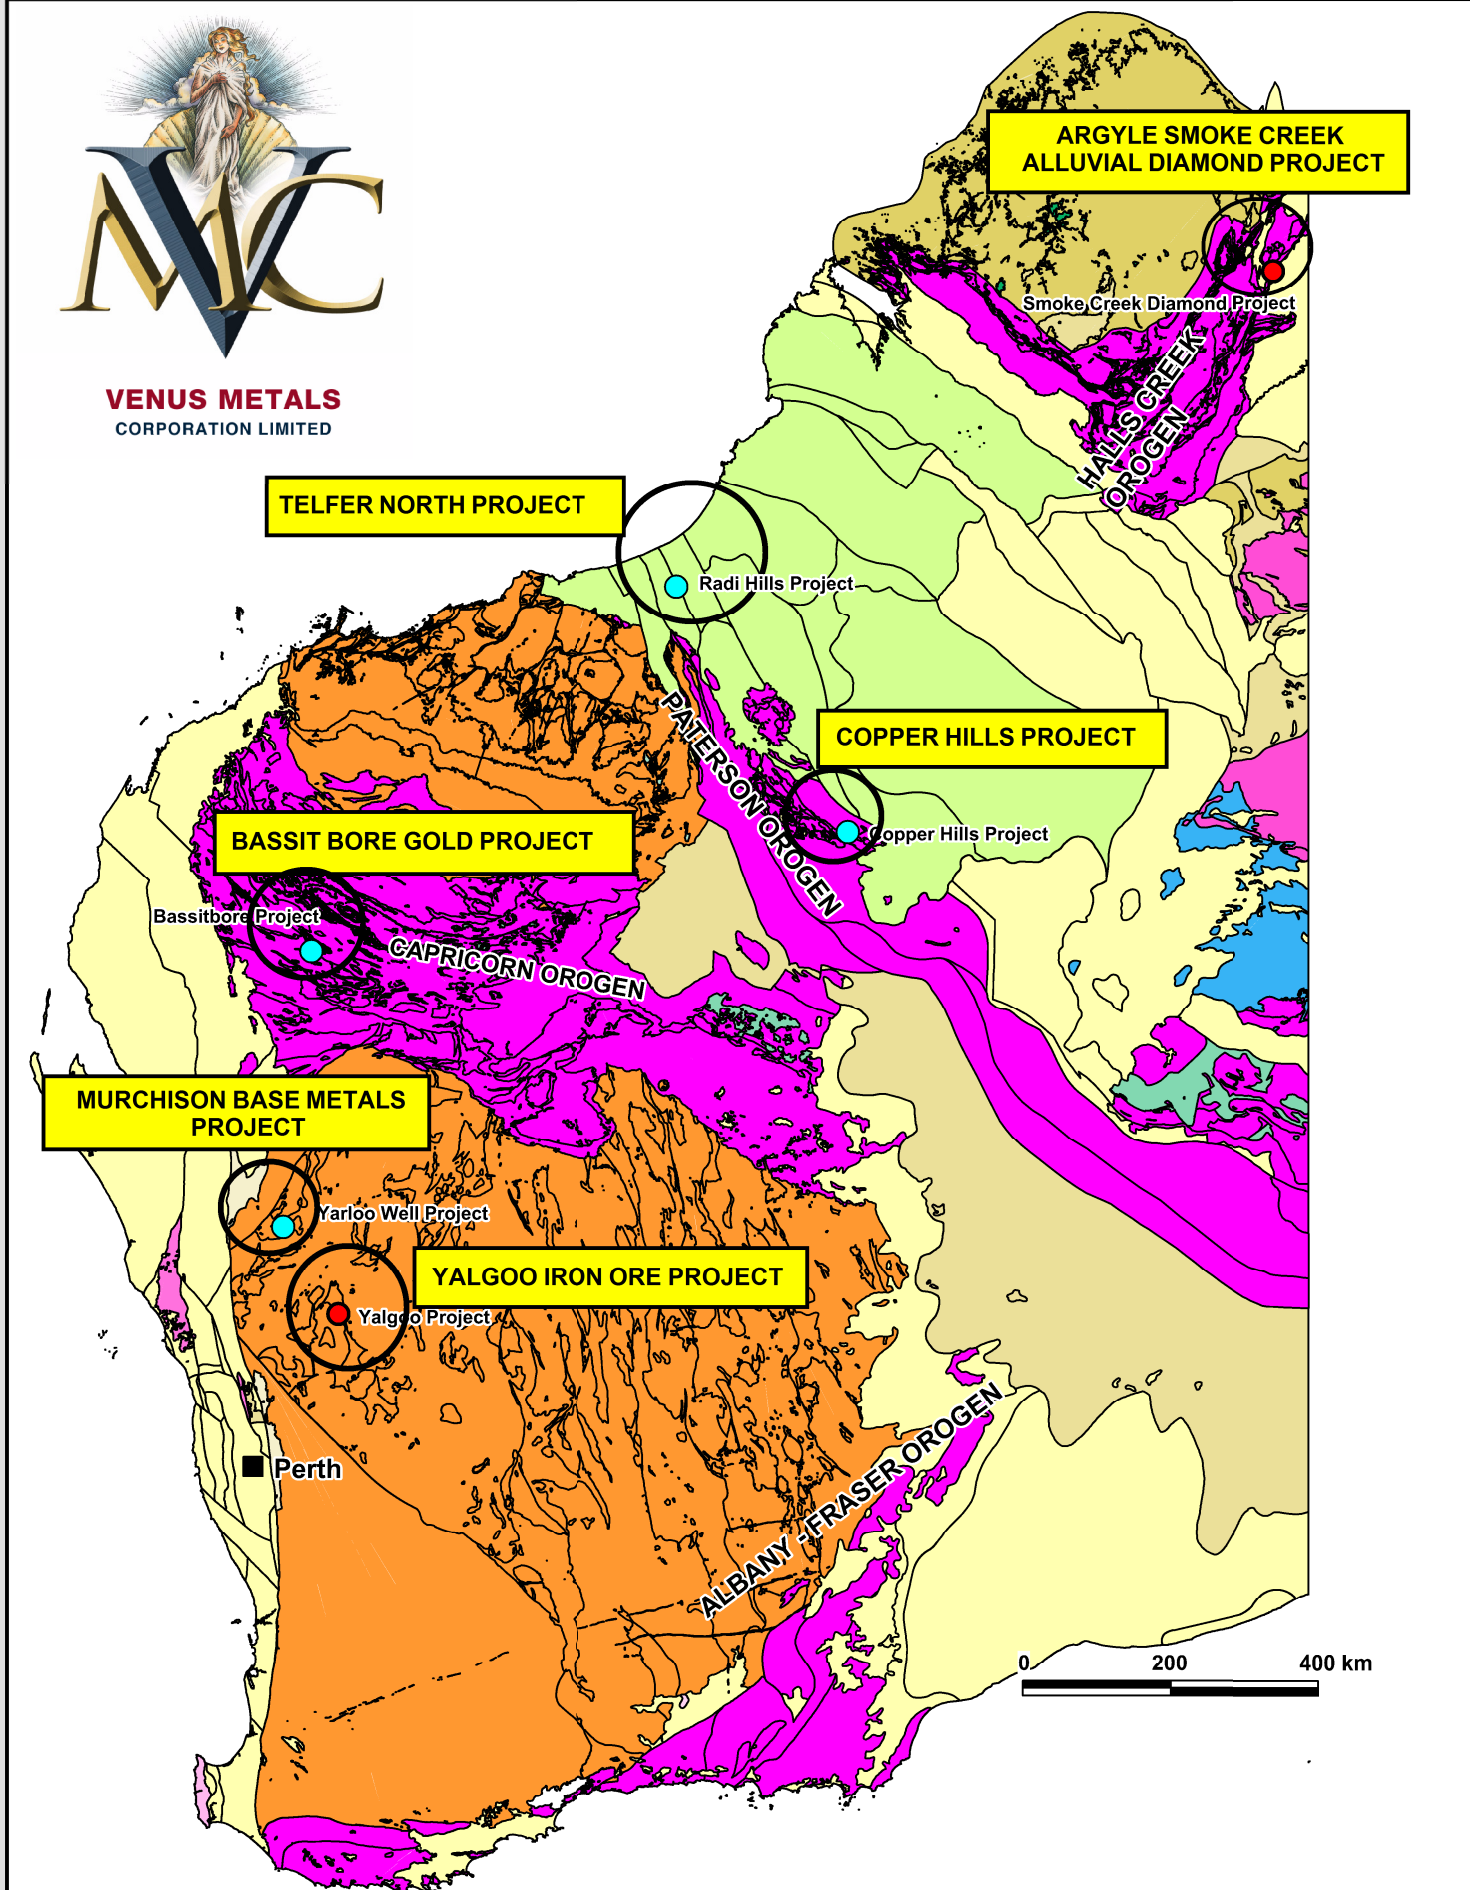 VMC
VENUS METALS
CORPORATION LIMITED
ARGYLE SMOKE CREEK
ALLUVIAL DIAMOND PROJECT
Smoke Creek Diamond Project
HALLS CREEK
OROGEN
TELFER NORTH PROJECT
Radi Hills Project
PATERSON OROGEN
COPPER HILLS PROJECT
Copper Hills Project
BASSIT BORE GOLD PROJECT
Bassitbore Project
CAPRICORN OROGEN
MURCHISON BASE METALS
PROJECT
Yarloo Well Project
YALGOO IRON ORE PROJECT
Yalgoo Project
Perth
ALBANY - FRASER OROGEN
0 200 400 km